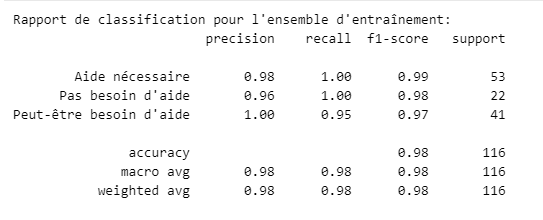 Rapport de classification pour l'ensemble d'entraînement:
precision recall f1-score support
Aide nécessaire 0.98 1.00 0.99 53
Pas besoin d'aide 0.96 1.00 0.98 22
Peut-être besoin d'aide 1.00 0.95 0.97 41
accuracy 0.98 116
macro avg 0.98 0.98 0.98 116
weighted avg 0.98 0.98 0.98 116